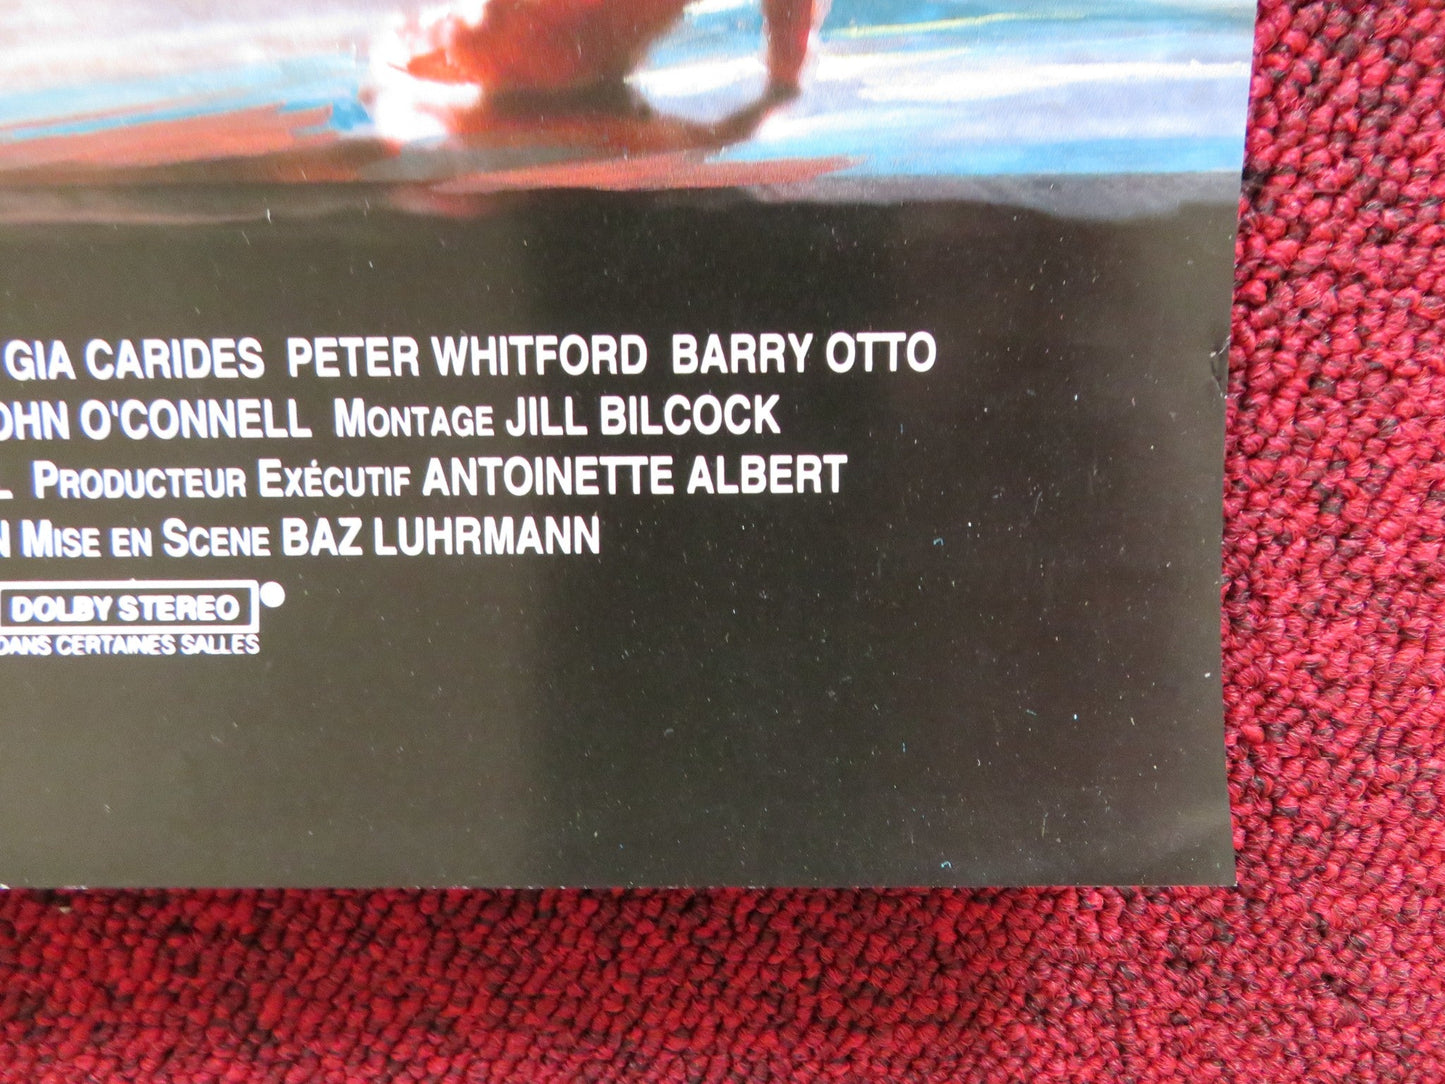 GIA CARIDES PETER WHITFORD BARRY OTTO
OHN O'CONNELL MONTAGE JILL BILCOCK
L PRODUCTEUR EXÉCUTIF ANTOINETTE ALBERT
N MISE EN SCENE BAZ LUHRMANN
DOLBY STEREO
DANS CERTAINES SALLES